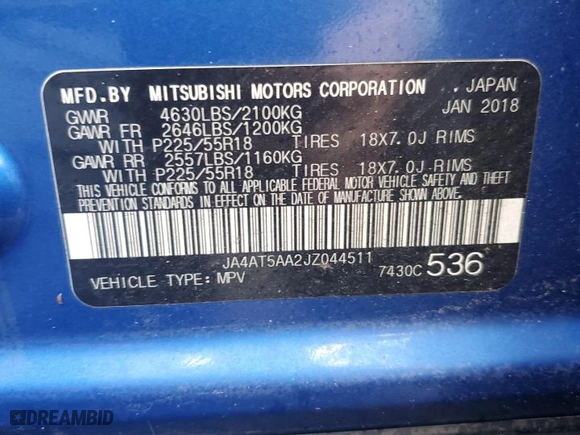 MFD.BY MITSUBISHI MOTORS CORPORATION JAPAN
GVWR 4630LBS/2100KG JAN 2018
GAWR FR 2646LBS/1200KG
WITH P225/55R18 TIRES 18X7.0J RIMS
GAWR RR 2557LBS/1160KG
WITH P225/55R18 TIRES 18X7.0J RIMS
THIS VEHICLE CONFORMS TO ALL APPLICABLE FEDERAL MOTOR VEHICLE SAFETY AND THEFT
PREVENTION STANDARDS IN EFFECT ON THE DATE OF MANUFACTURE SHOWN ABOVE.
JA4AT5AA2JZ044511
VEHICLE TYPE: MPV 7430C 536
DREAMBID